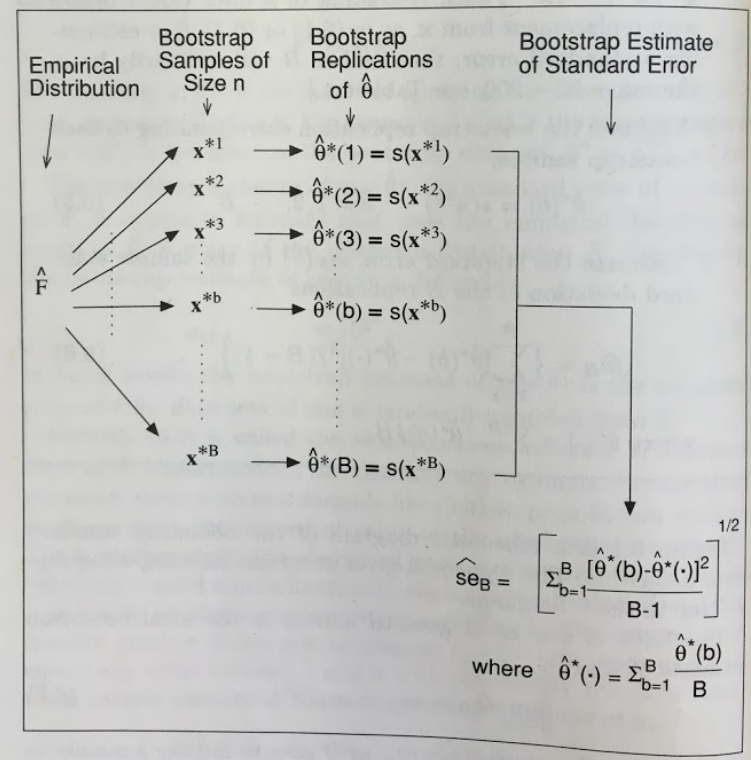 Empirical
Distribution
Bootstrap
Samples of
Size n
Bootstrap
Replications
of θ̂
Bootstrap Estimate
of Standard Error
F̂
x*1 θ̂*(1) = s(x*1)
x*2 θ̂*(2) = s(x*2)
x*3 θ̂*(3) = s(x*3)
x*b θ̂*(b) = s(x*b)
x*B θ̂*(B) = s(x*B)
ŝe_B = [ Σ_{b=1}^{B} [θ̂*(b)-θ̂*(·)]² / B-1 ]^{1/2}
where θ̂*(·) = Σ_{b=1}^{B} θ̂*(b) / B